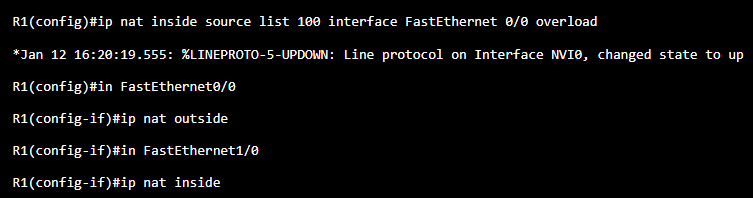 R1(config)#ip nat inside source list 100 interface FastEthernet 0/0 overload
*Jan 12 16:20:19.555: %LINEPROTO-5-UPDOWN: Line protocol on Interface NVI0, changed state to up
R1(config)#in FastEthernet0/0
R1(config-if)#ip nat outside
R1(config-if)#in FastEthernet1/0
R1(config-if)#ip nat inside